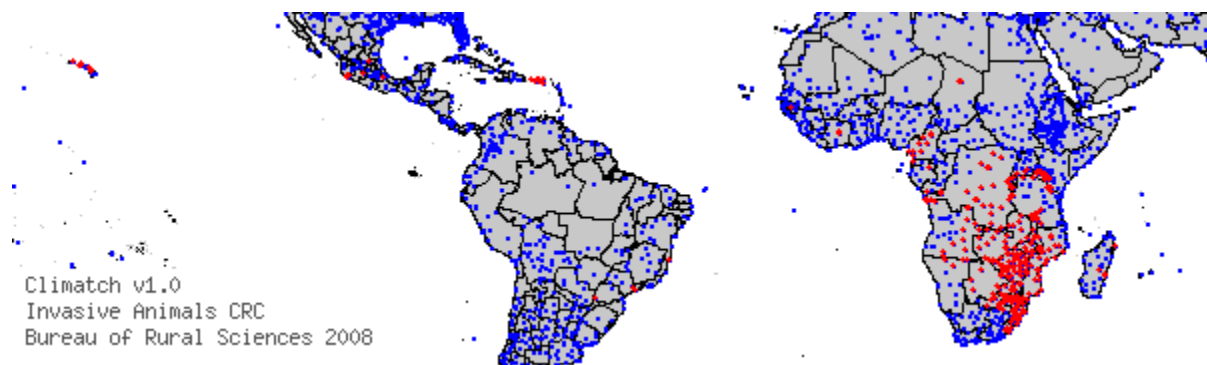 Climatch v1.0
Invasive Animals CRC
Bureau of Rural Sciences 2008